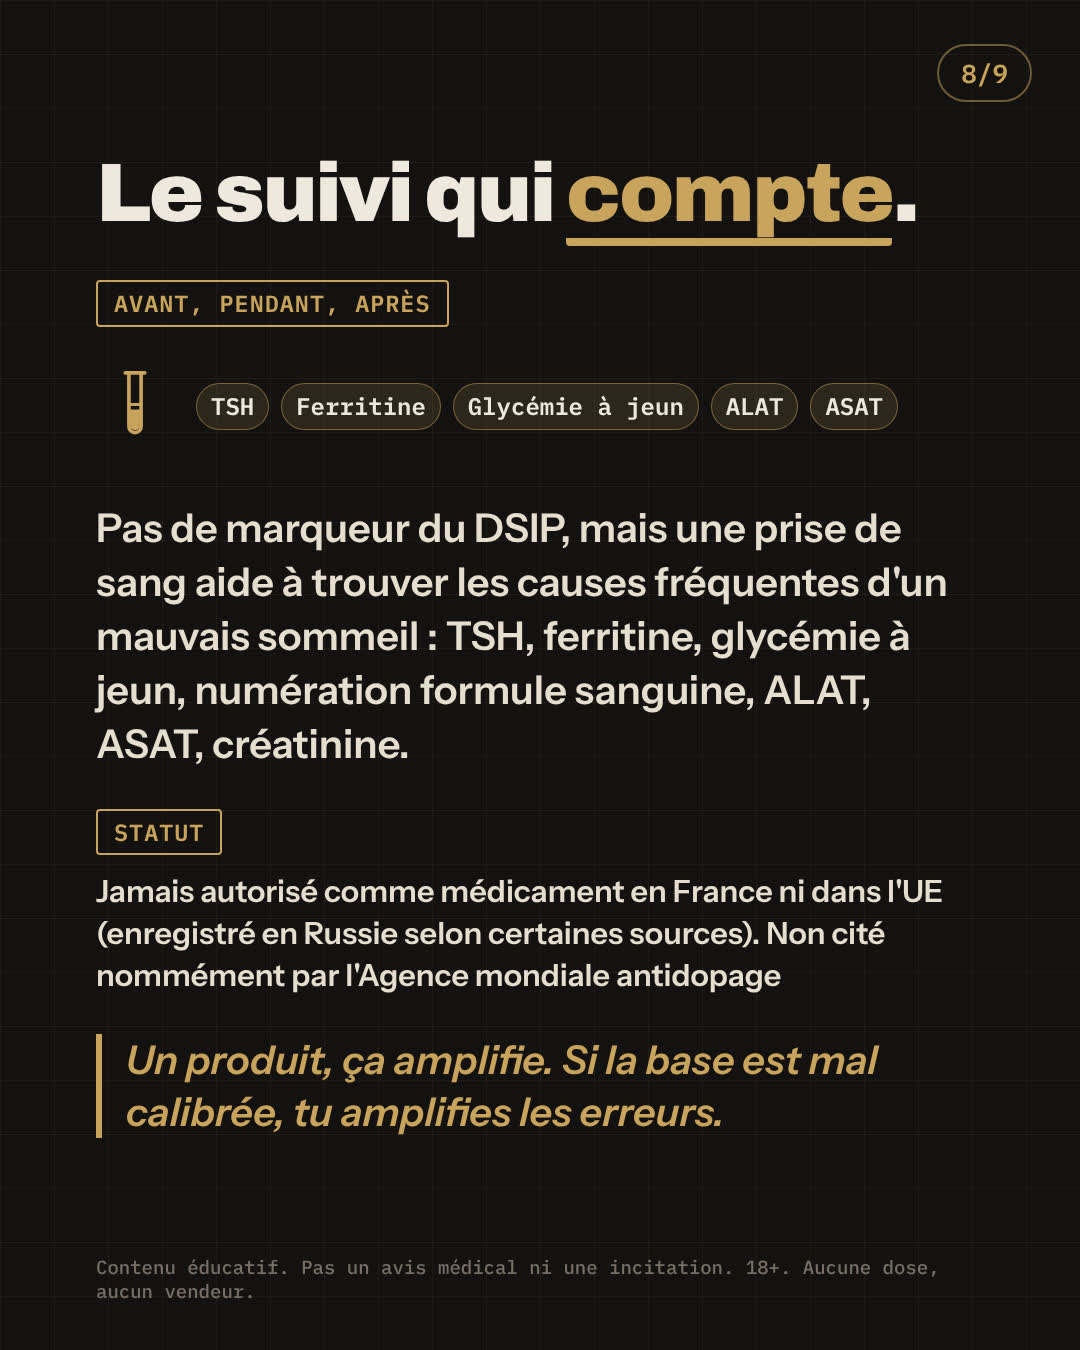 8/9
Le suivi qui compte.
AVANT, PENDANT, APRÈS
TSH Ferritine Glycémie à jeun ALAT ASAT
Pas de marqueur du DSIP, mais une prise de
sang aide à trouver les causes fréquentes d'un
mauvais sommeil : TSH, ferritine, glycémie à
jeun, numération formule sanguine, ALAT,
ASAT, créatinine.
STATUT
Jamais autorisé comme médicament en France ni dans l'UE
(enregistré en Russie selon certaines sources). Non cité
nommément par l'Agence mondiale antidopage
Un produit, ça amplifie. Si la base est mal
calibrée, tu amplifies les erreurs.
Contenu éducatif. Pas un avis médical ni une incitation. 18+. Aucune dose,
aucun vendeur.